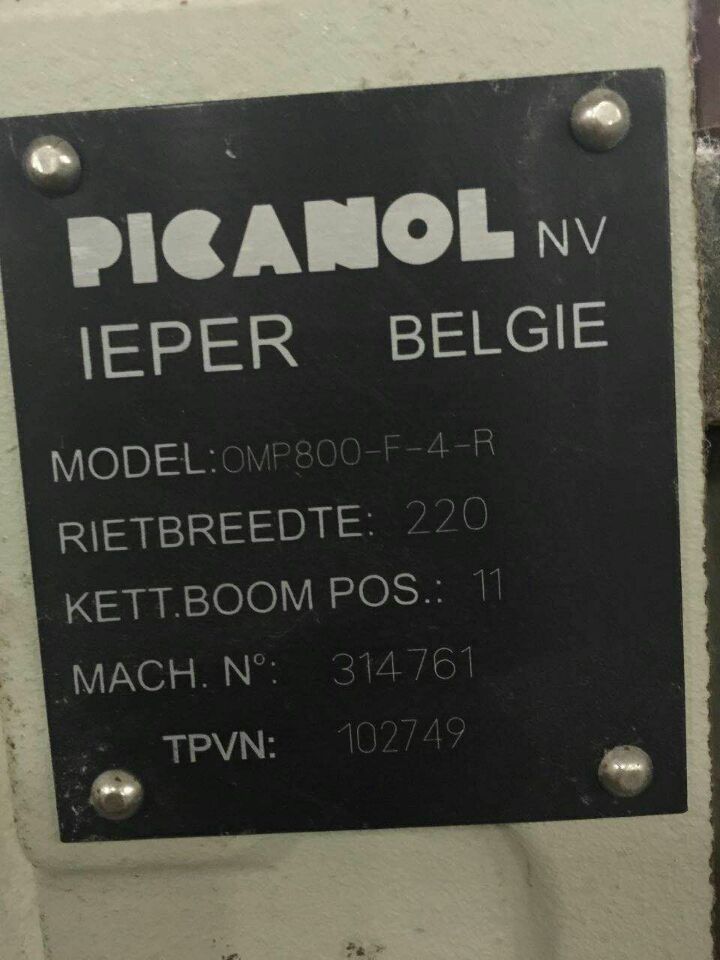 PICANOL NV
IEPER BELGIE
MODEL: OMP800-F-4-R
RIETBREEDTE: 220
KETT.BOOM POS.: 11
MACH. N°: 314761
TPVN: 102749